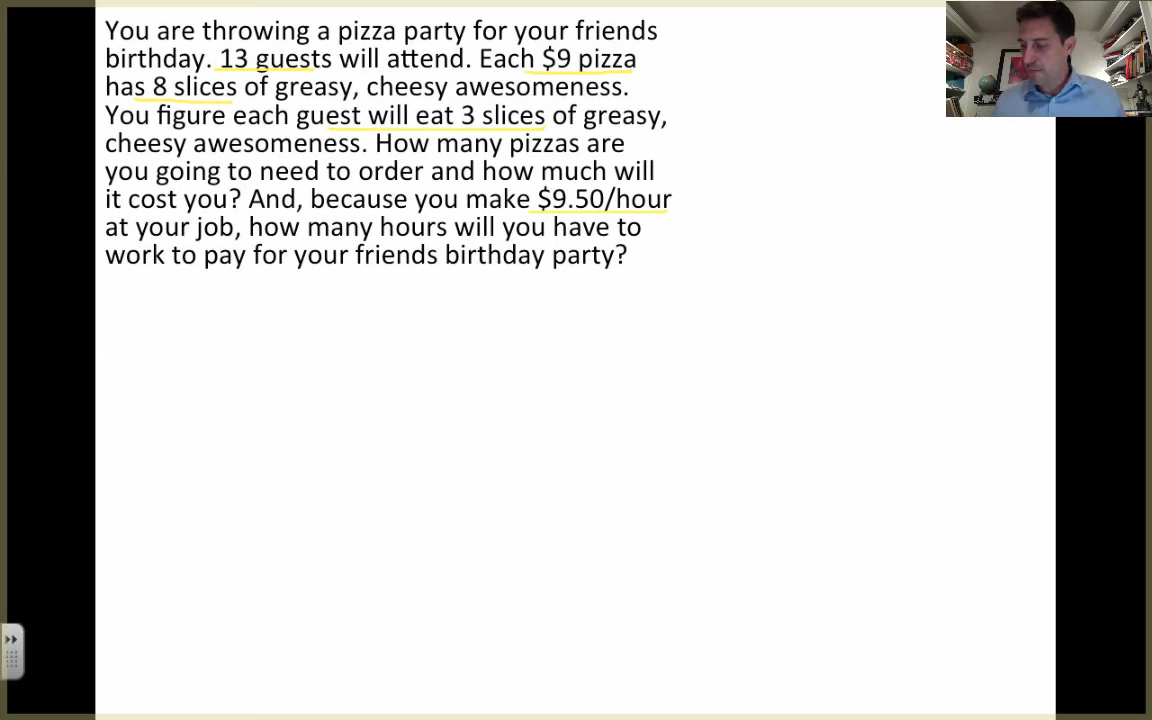 You are throwing a pizza party for your friends
birthday. 13 guests will attend. Each $9 pizza
has 8 slices of greasy, cheesy awesomeness.
You figure each guest will eat 3 slices of greasy,
cheesy awesomeness. How many pizzas are
you going to need to order and how much will
it cost you? And, because you make $9.50/hour
at your job, how many hours will you have to
work to pay for your friends birthday party?